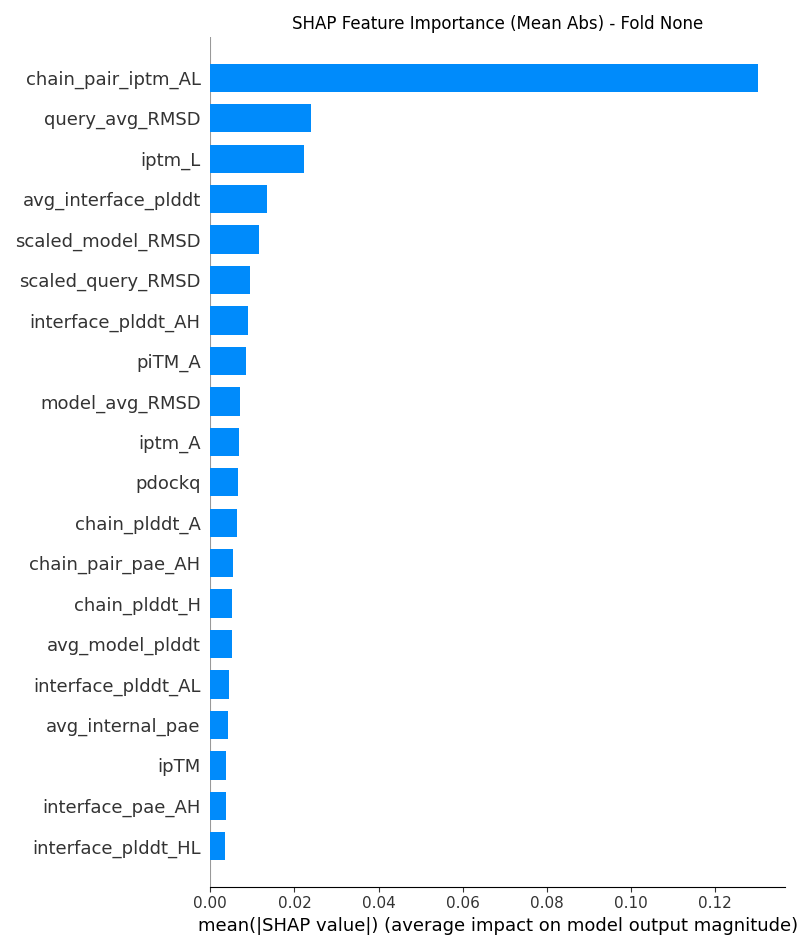 SHAP Feature Importance (Mean Abs) - Fold None
chain_pair_iptm_AL
query_avg_RMSD
iptm_L
avg_interface_plddt
scaled_model_RMSD
scaled_query_RMSD
interface_plddt_AH
piTM_A
model_avg_RMSD
iptm_A
pdockq
chain_plddt_A
chain_pair_pae_AH
chain_plddt_H
avg_model_plddt
interface_plddt_AL
avg_internal_pae
ipTM
interface_pae_AH
interface_plddt_HL
0.00 0.02 0.04 0.06 0.08 0.10 0.12
mean(|SHAP value|) (average impact on model output magnitude)